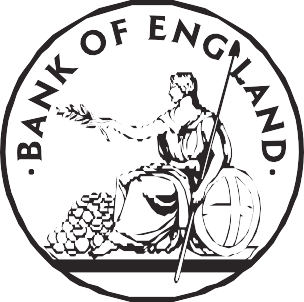 · BANK OF ENGLAND ·